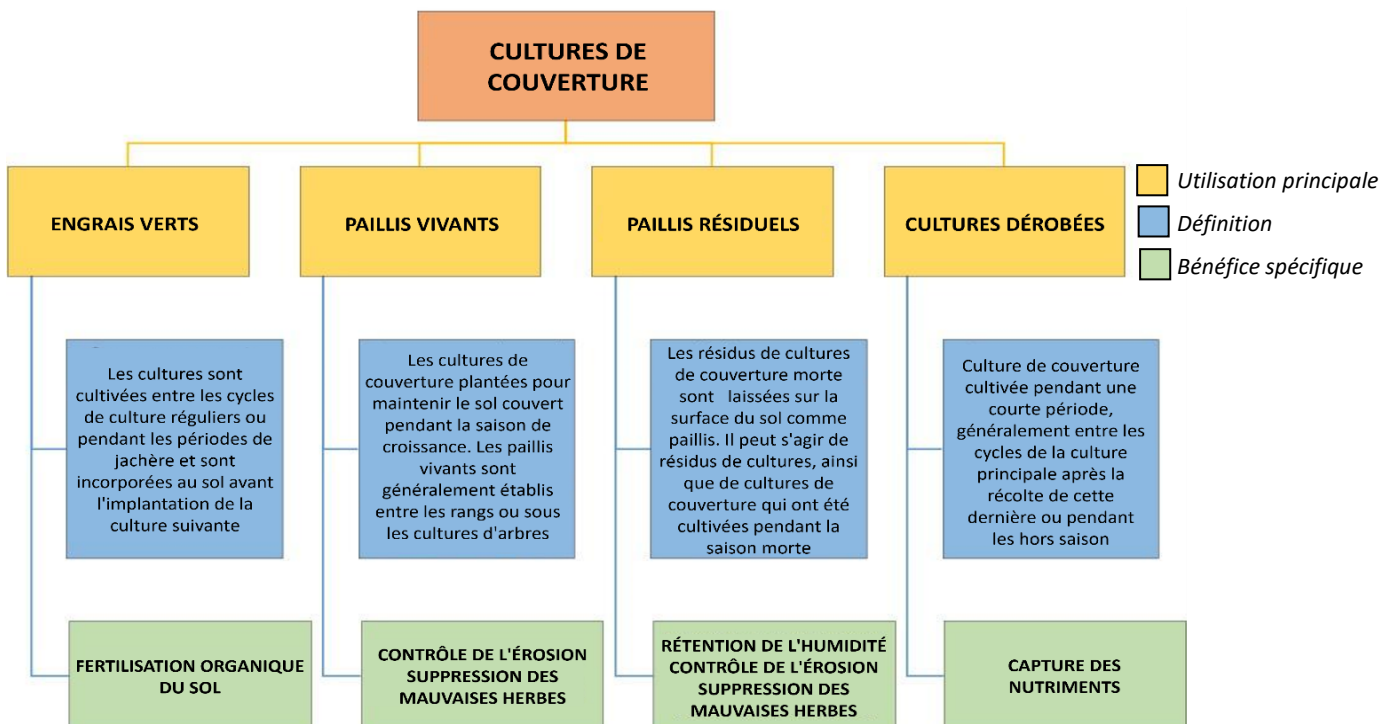 CULTURES DE
COUVERTURE
ENGRAIS VERTS
PAILLIS VIVANTS
PAILLIS RÉSIDUELS
CULTURES DÉROBÉES
Utilisation principale
Définition
Bénéfice spécifique
Les cultures sont
cultivées entre les cycles
de culture réguliers ou
pendant les périodes de
jachère et sont
incorporées au sol avant
l'implantation de la
culture suivante
Les cultures de
couverture plantées pour
maintenir le sol couvert
pendant la saison de
croissance. Les paillis
vivants sont
généralement établis
entre les rangs ou sous
les cultures d'arbres
Les résidus de cultures
de couverture morte
sont laissées sur la
surface du sol comme
paillis. Il peut s'agir de
résidus de cultures, ainsi
que de cultures de
couverture qui ont été
cultivées pendant la
saison morte
Culture de couverture
cultivée pendant une
courte période,
généralement entre les
cycles de la culture
principale après la
récolte de cette
dernière ou pendant
les hors saison
FERTILISATION ORGANIQUE
DU SOL
CONTRÔLE DE L'ÉROSION
SUPPRESSION DES
MAUVAISES HERBES
RÉTENTION DE L'HUMIDITÉ
CONTRÔLE DE L'ÉROSION
SUPPRESSION DES
MAUVAISES HERBES
CAPTURE DES
NUTRIMENTS